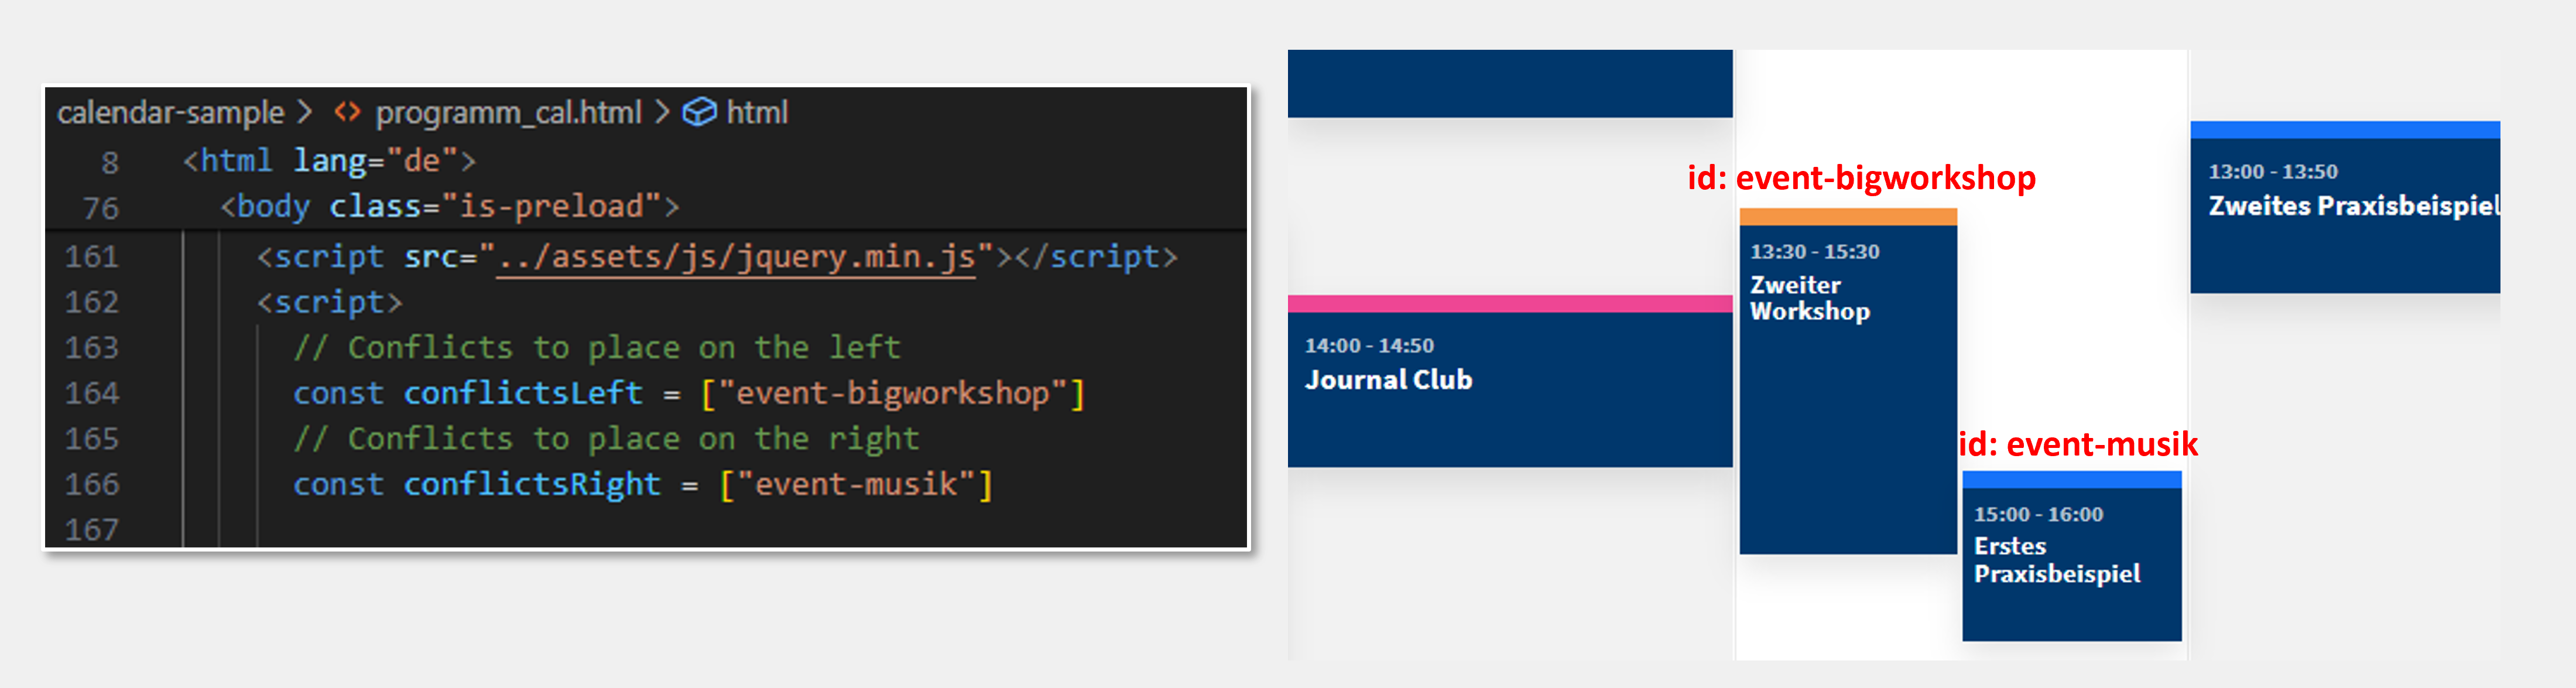 calendar-sample > <> programm_cal.html > html
8 <html lang="de">
76 <body class="is-preload">
161 <script src="../assets/js/jquery.min.js"></script>
162 <script>
163 // Conflicts to place on the left
164 const conflictsLeft = ["event-bigworkshop"]
165 // Conflicts to place on the right
166 const conflictsRight = ["event-musik"]
167
14:00 - 14:50
Journal Club
id: event-bigworkshop
13:30 - 15:30
Zweiter
Workshop
id: event-musik
15:00 - 16:00
Erstes
Praxisbeispiel
13:00 - 13:50
Zweites Praxisbeispiel